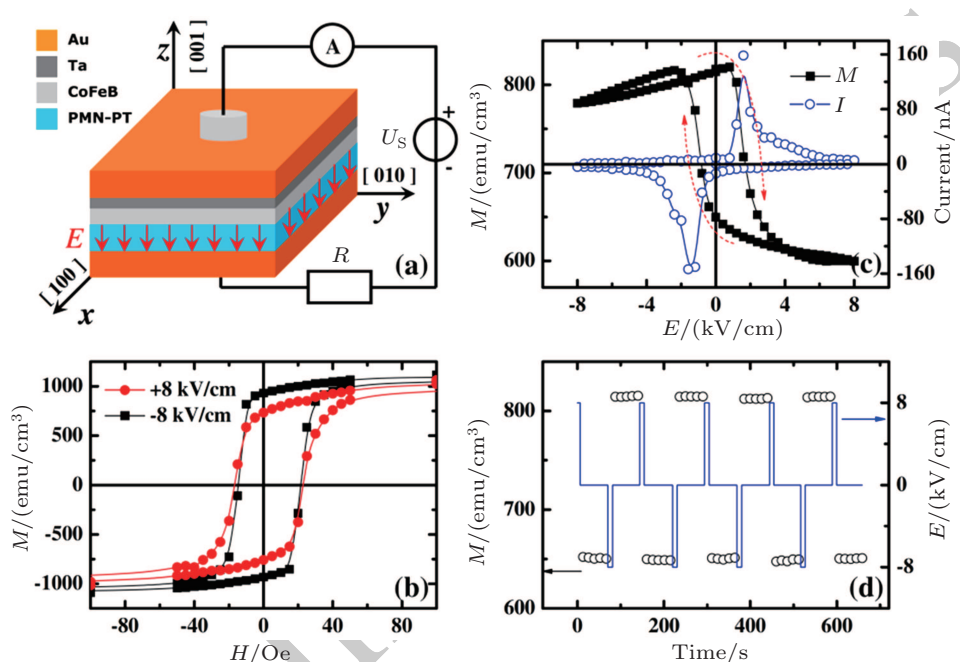 Au
Ta
CoFeB
PMN-PT
z
[001]
A
US
+
-
[010]
y
E
R
[100]
x
(a)
M/(emu/cm3)
800
700
600
-8 -4 0 4 8
E/(kV/cm)
M
I
160
80
0
-80
-160
Current/nA
(c)
M/(emu/cm3)
1000
500
0
-500
-1000
+8 kV/cm
-8 kV/cm
-80 -40 0 40 80
H/Oe
(b)
M/(emu/cm3)
800
700
600
0 200 400 600 800
Time/s
8
0
-8
E/(kV/cm)
(d)